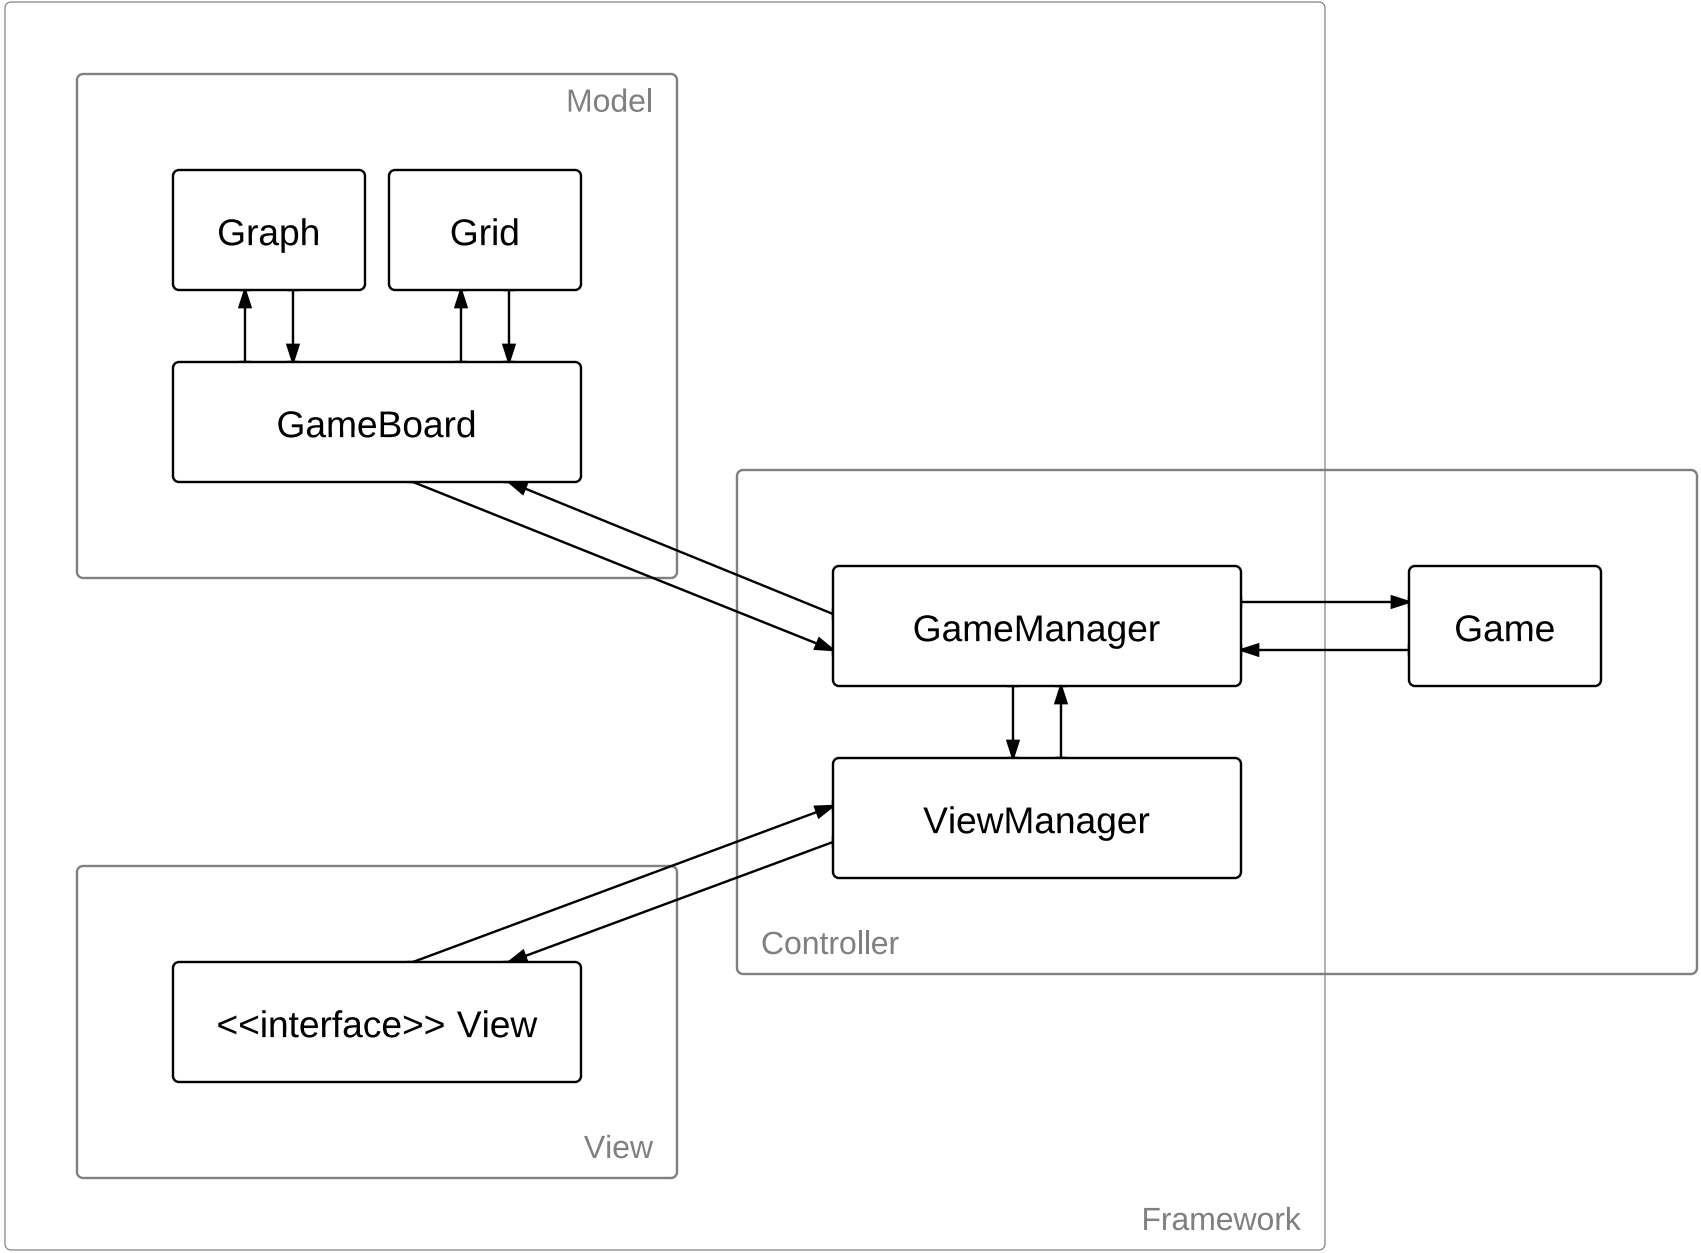 Model
Graph
Grid
GameBoard
GameManager
Game
ViewManager
Controller
<<interface>> View
View
Framework